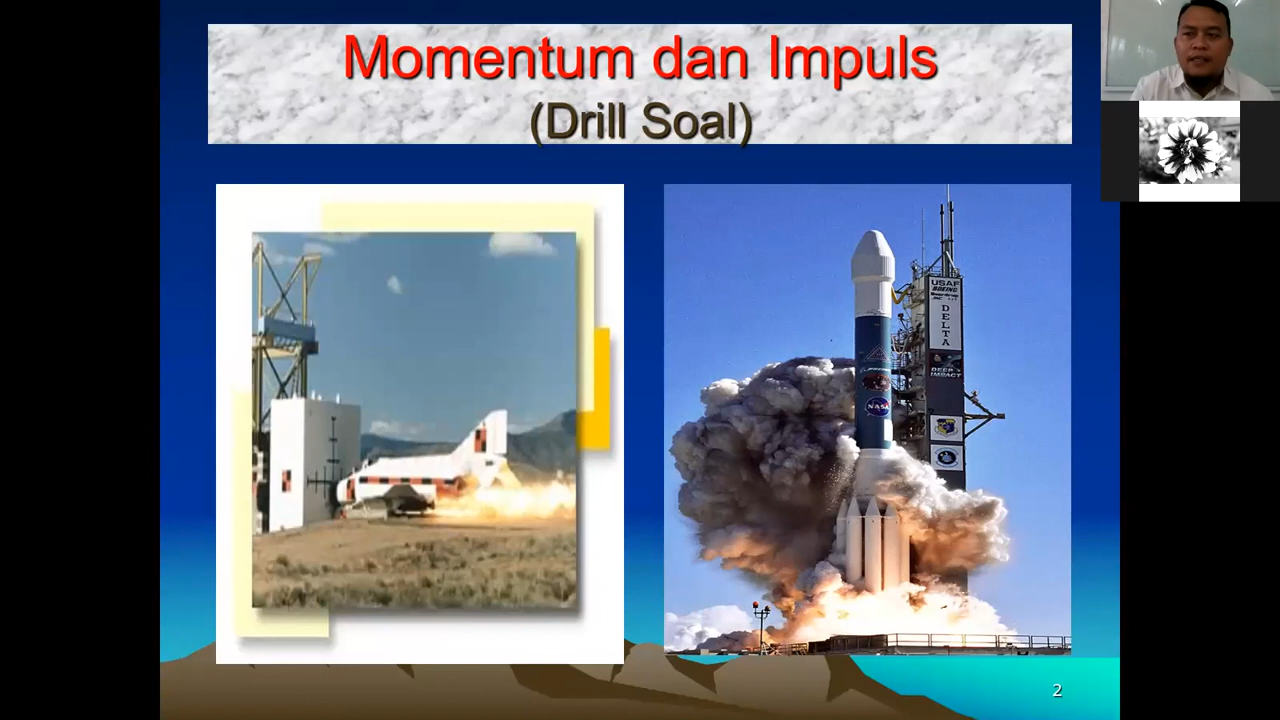 Momentum dan Impuls
(Drill Soal)
USAF
BOEING
DELTA
DEEP
IMPACT
NASA
2